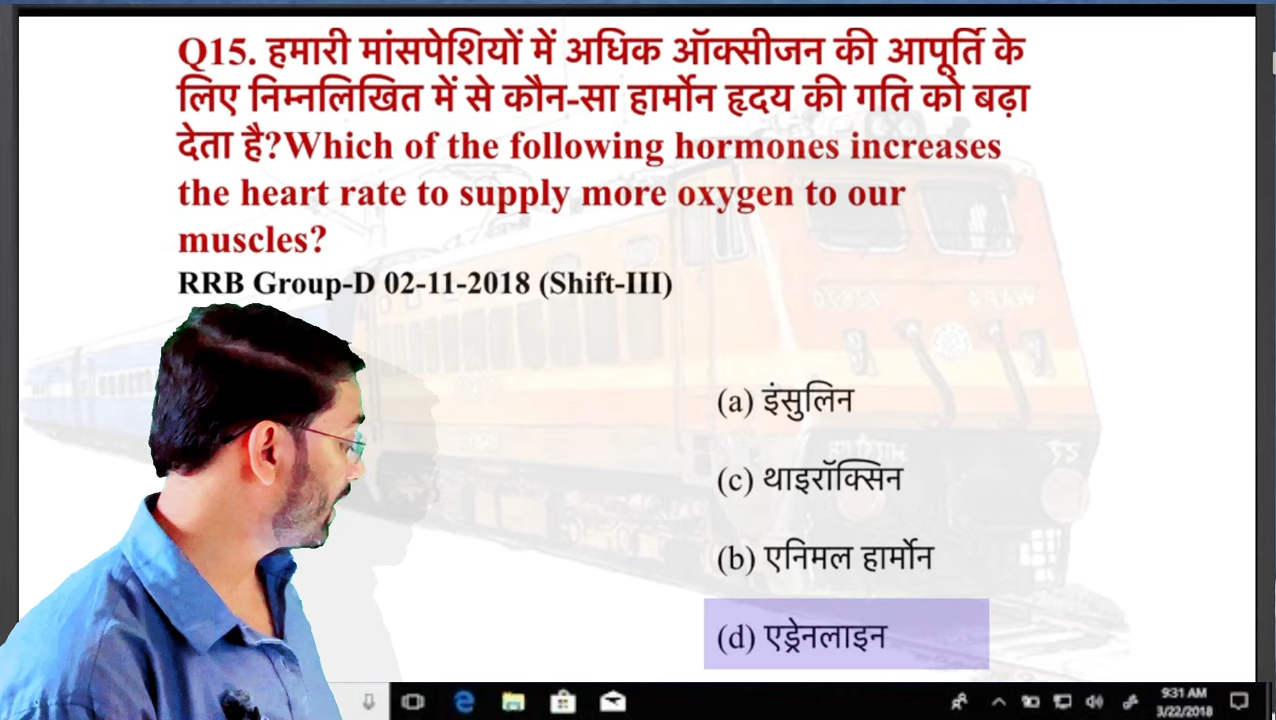 Q15. हमारी मांसपेशियों में अधिक ऑक्सीजन की आपूर्ति के
लिए निम्नलिखित में से कौन-सा हार्मोन हृदय की गति को बढ़ा
देता है?Which of the following hormones increases
the heart rate to supply more oxygen to our
muscles?
RRB Group-D 02-11-2018 (Shift-III)
(a) इंसुलिन
(c) थाइरॉक्सिन
(b) एनिमल हार्मोन
(d) एड्रेनलाइन
9:31 AM
3/22/2018